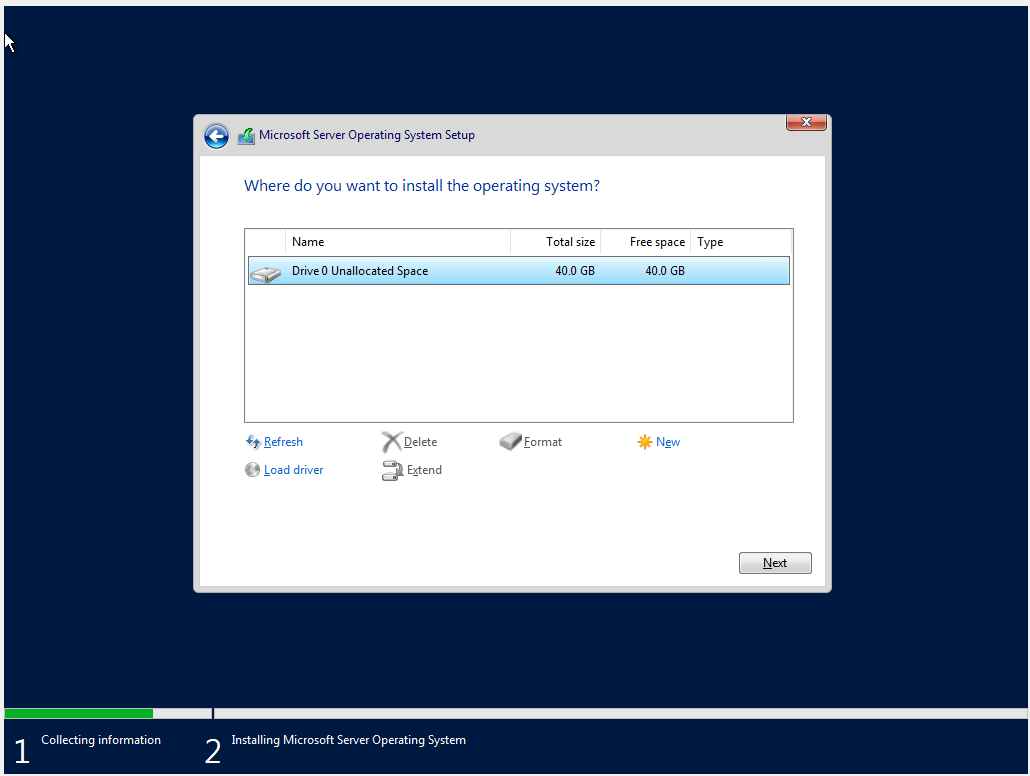 Microsoft Server Operating System Setup
Where do you want to install the operating system?
Name Total size Free space Type
Drive 0 Unallocated Space 40.0 GB 40.0 GB
Refresh Delete Format New
Load driver Extend
Next
1 Collecting information 2 Installing Microsoft Server Operating System